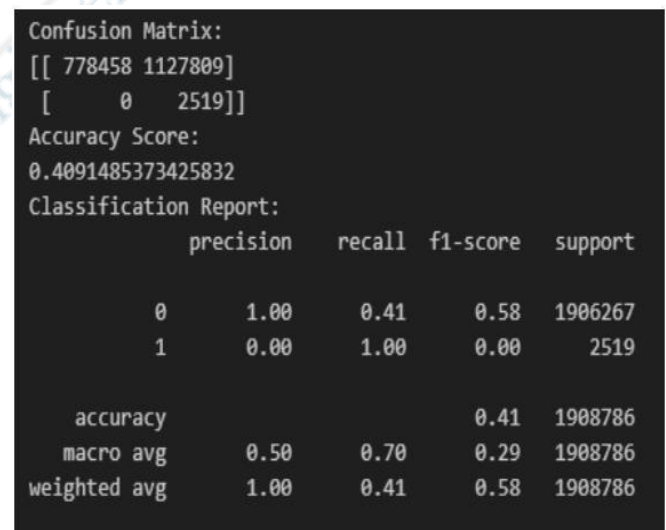 Confusion Matrix:
[[ 778458 1127809]
 [      0    2519]]
Accuracy Score:
0.4091485373425832
Classification Report:
              precision    recall  f1-score   support

           0       1.00      0.41      0.58   1906267
           1       0.00      1.00      0.00      2519

    accuracy                           0.41   1908786
   macro avg       0.50      0.70      0.29   1908786
weighted avg       1.00      0.41      0.58   1908786